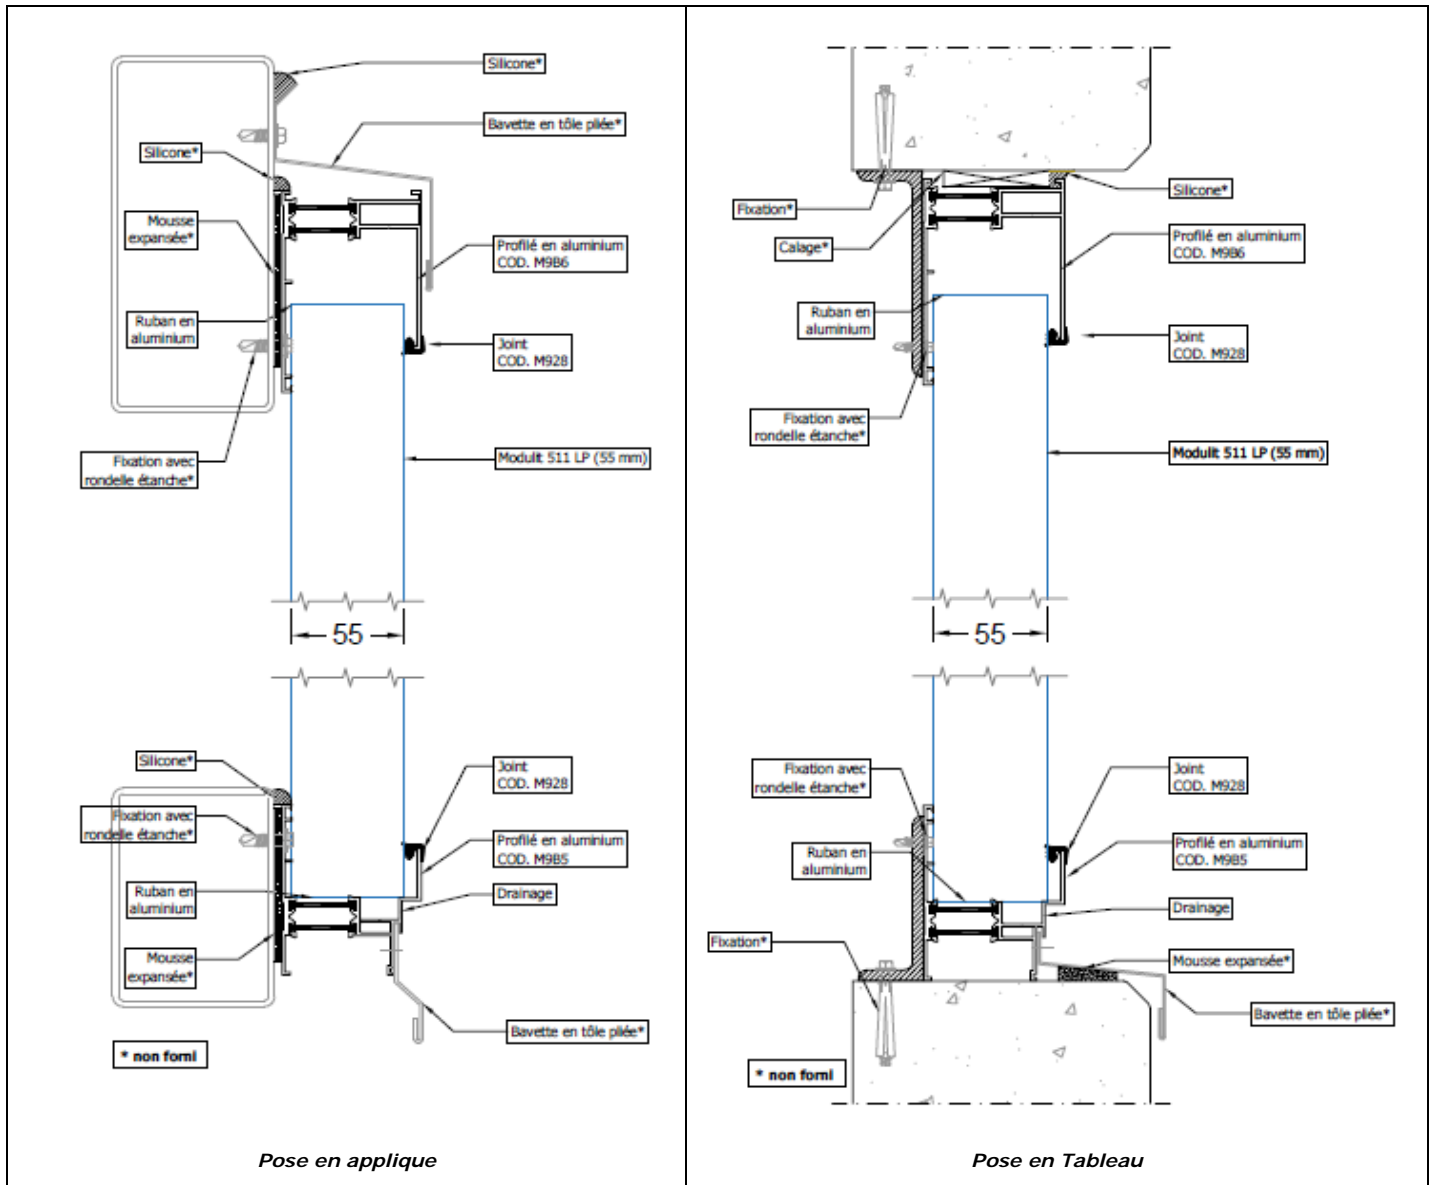 Silicone*
Bavette en tôle pliée*
Silicone*
Mousse
expansée*
Profilé en aluminium
COD. M9B6
Ruban en
aluminium
Joint
COD. M928
Fixation avec
rondelle étanche*
Modulit 511 LP (55 mm)
55
Silicone*
Joint
COD. M928
Fixation avec
rondelle étanche*
Profilé en aluminium
COD. M9B5
Ruban en
aluminium
Drainage
Mousse
expansée*
Bavette en tôle pliée*
* non forni
Pose en applique
Silicone*
Fixation*
Calage*
Profilé en aluminium
COD. M9B6
Ruban en
aluminium
Joint
COD. M928
Fixation avec
rondelle étanche*
Modulit 511 LP (55 mm)
55
Fixation avec
rondelle étanche*
Joint
COD. M928
Ruban en
aluminium
Profilé en aluminium
COD. M9B5
Drainage
Fixation*
Mousse expansée*
Bavette en tôle pliée*
* non forni
Pose en Tableau